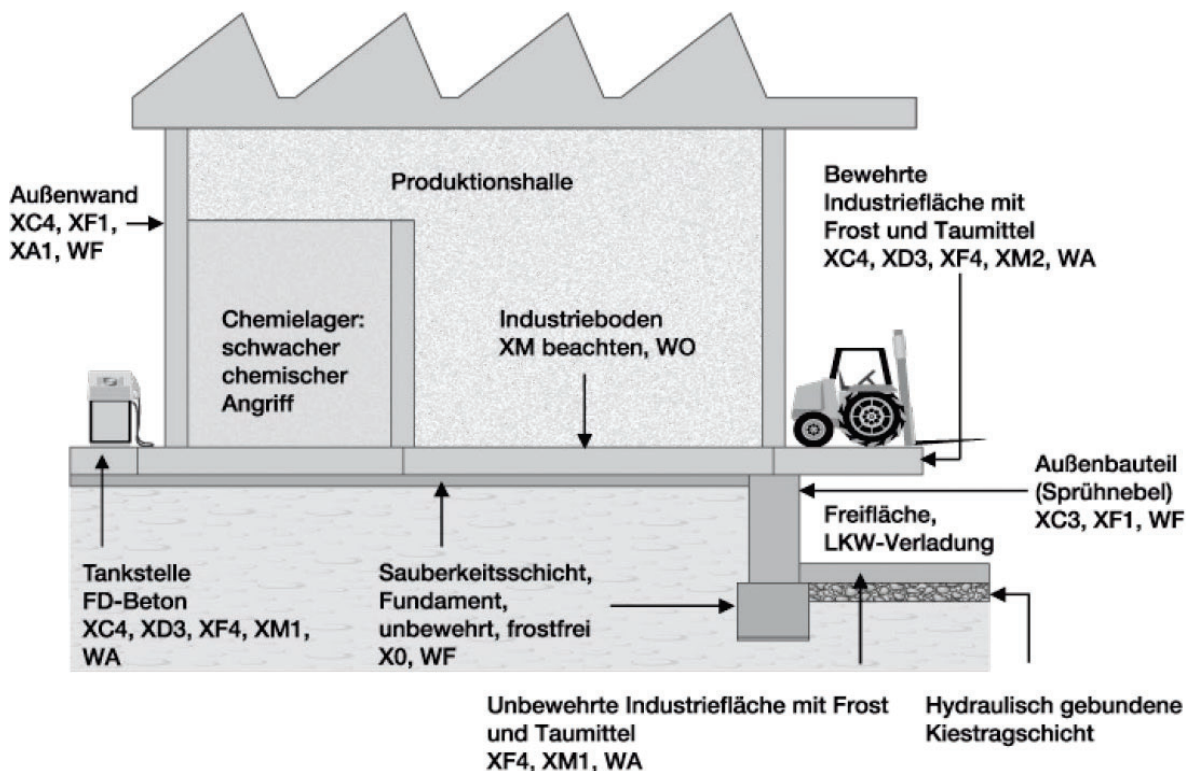 Produktionshalle
Außenwand
XC4, XF1,
XA1, WF
Bewehrte
Industriefläche mit
Frost und Taumittel
XC4, XD3, XF4, XM2, WA
Chemielager:
schwacher
chemischer
Angriff
Industrieboden
XM beachten, WO
Außenbauteil
(Sprühnebel)
XC3, XF1, WF
Freifläche,
LKW-Verladung
Tankstelle
FD-Beton
XC4, XD3, XF4, XM1,
WA
Sauberkeitsschicht,
Fundament,
unbewehrt, frostfrei
X0, WF
Unbewehrte Industriefläche mit Frost
und Taumittel
XF4, XM1, WA
Hydraulisch gebundene
Kiestragschicht